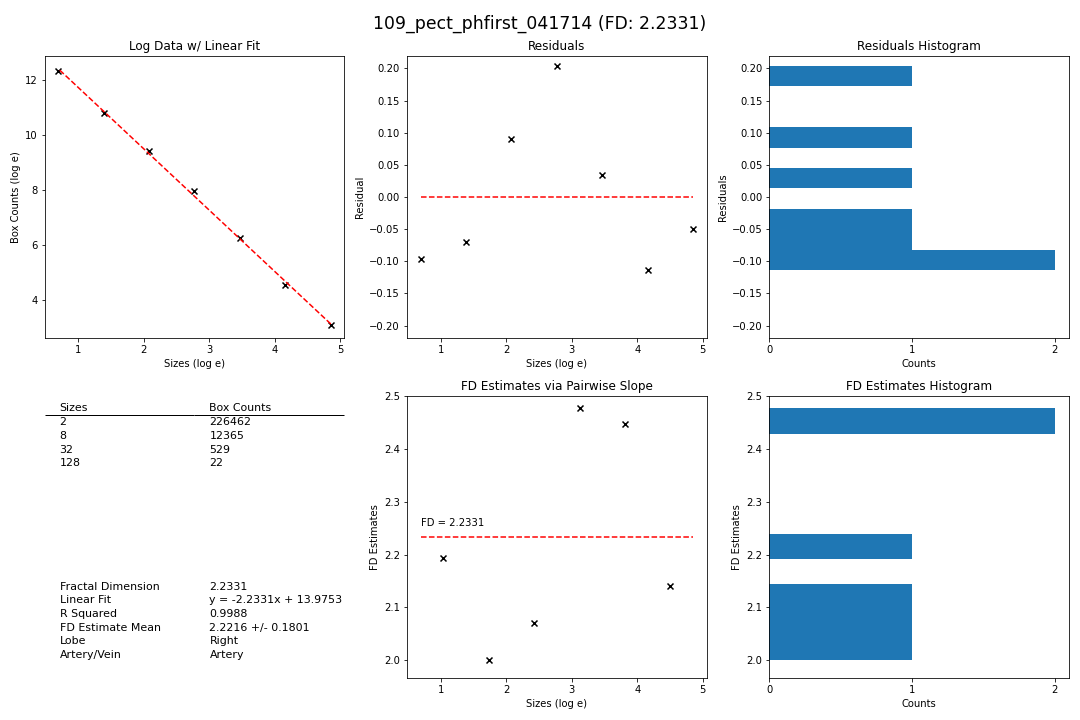 109_pect_phfirst_041714 (FD: 2.2331)
Log Data w/ Linear Fit
12
10
8
6
4
Box Counts (log e)
1 2 3 4 5
Sizes (log e)
Residuals
0.20
0.15
0.10
0.05
0.00
−0.05
−0.10
−0.15
−0.20
Residual
1 2 3 4 5
Sizes (log e)
Residuals Histogram
0.20
0.15
0.10
0.05
0.00
−0.05
−0.10
−0.15
−0.20
Residuals
0 1 2
Counts
Sizes Box Counts
2 226462
8 12365
32 529
128 22
Fractal Dimension 2.2331
Linear Fit y = -2.2331x + 13.9753
R Squared 0.9988
FD Estimate Mean 2.2216 +/- 0.1801
Lobe Right
Artery/Vein Artery
FD Estimates via Pairwise Slope
2.5
2.4
2.3
2.2
2.1
2.0
FD Estimates
FD = 2.2331
1 2 3 4 5
Sizes (log e)
FD Estimates Histogram
2.5
2.4
2.3
2.2
2.1
2.0
FD Estimates
0 1 2
Counts